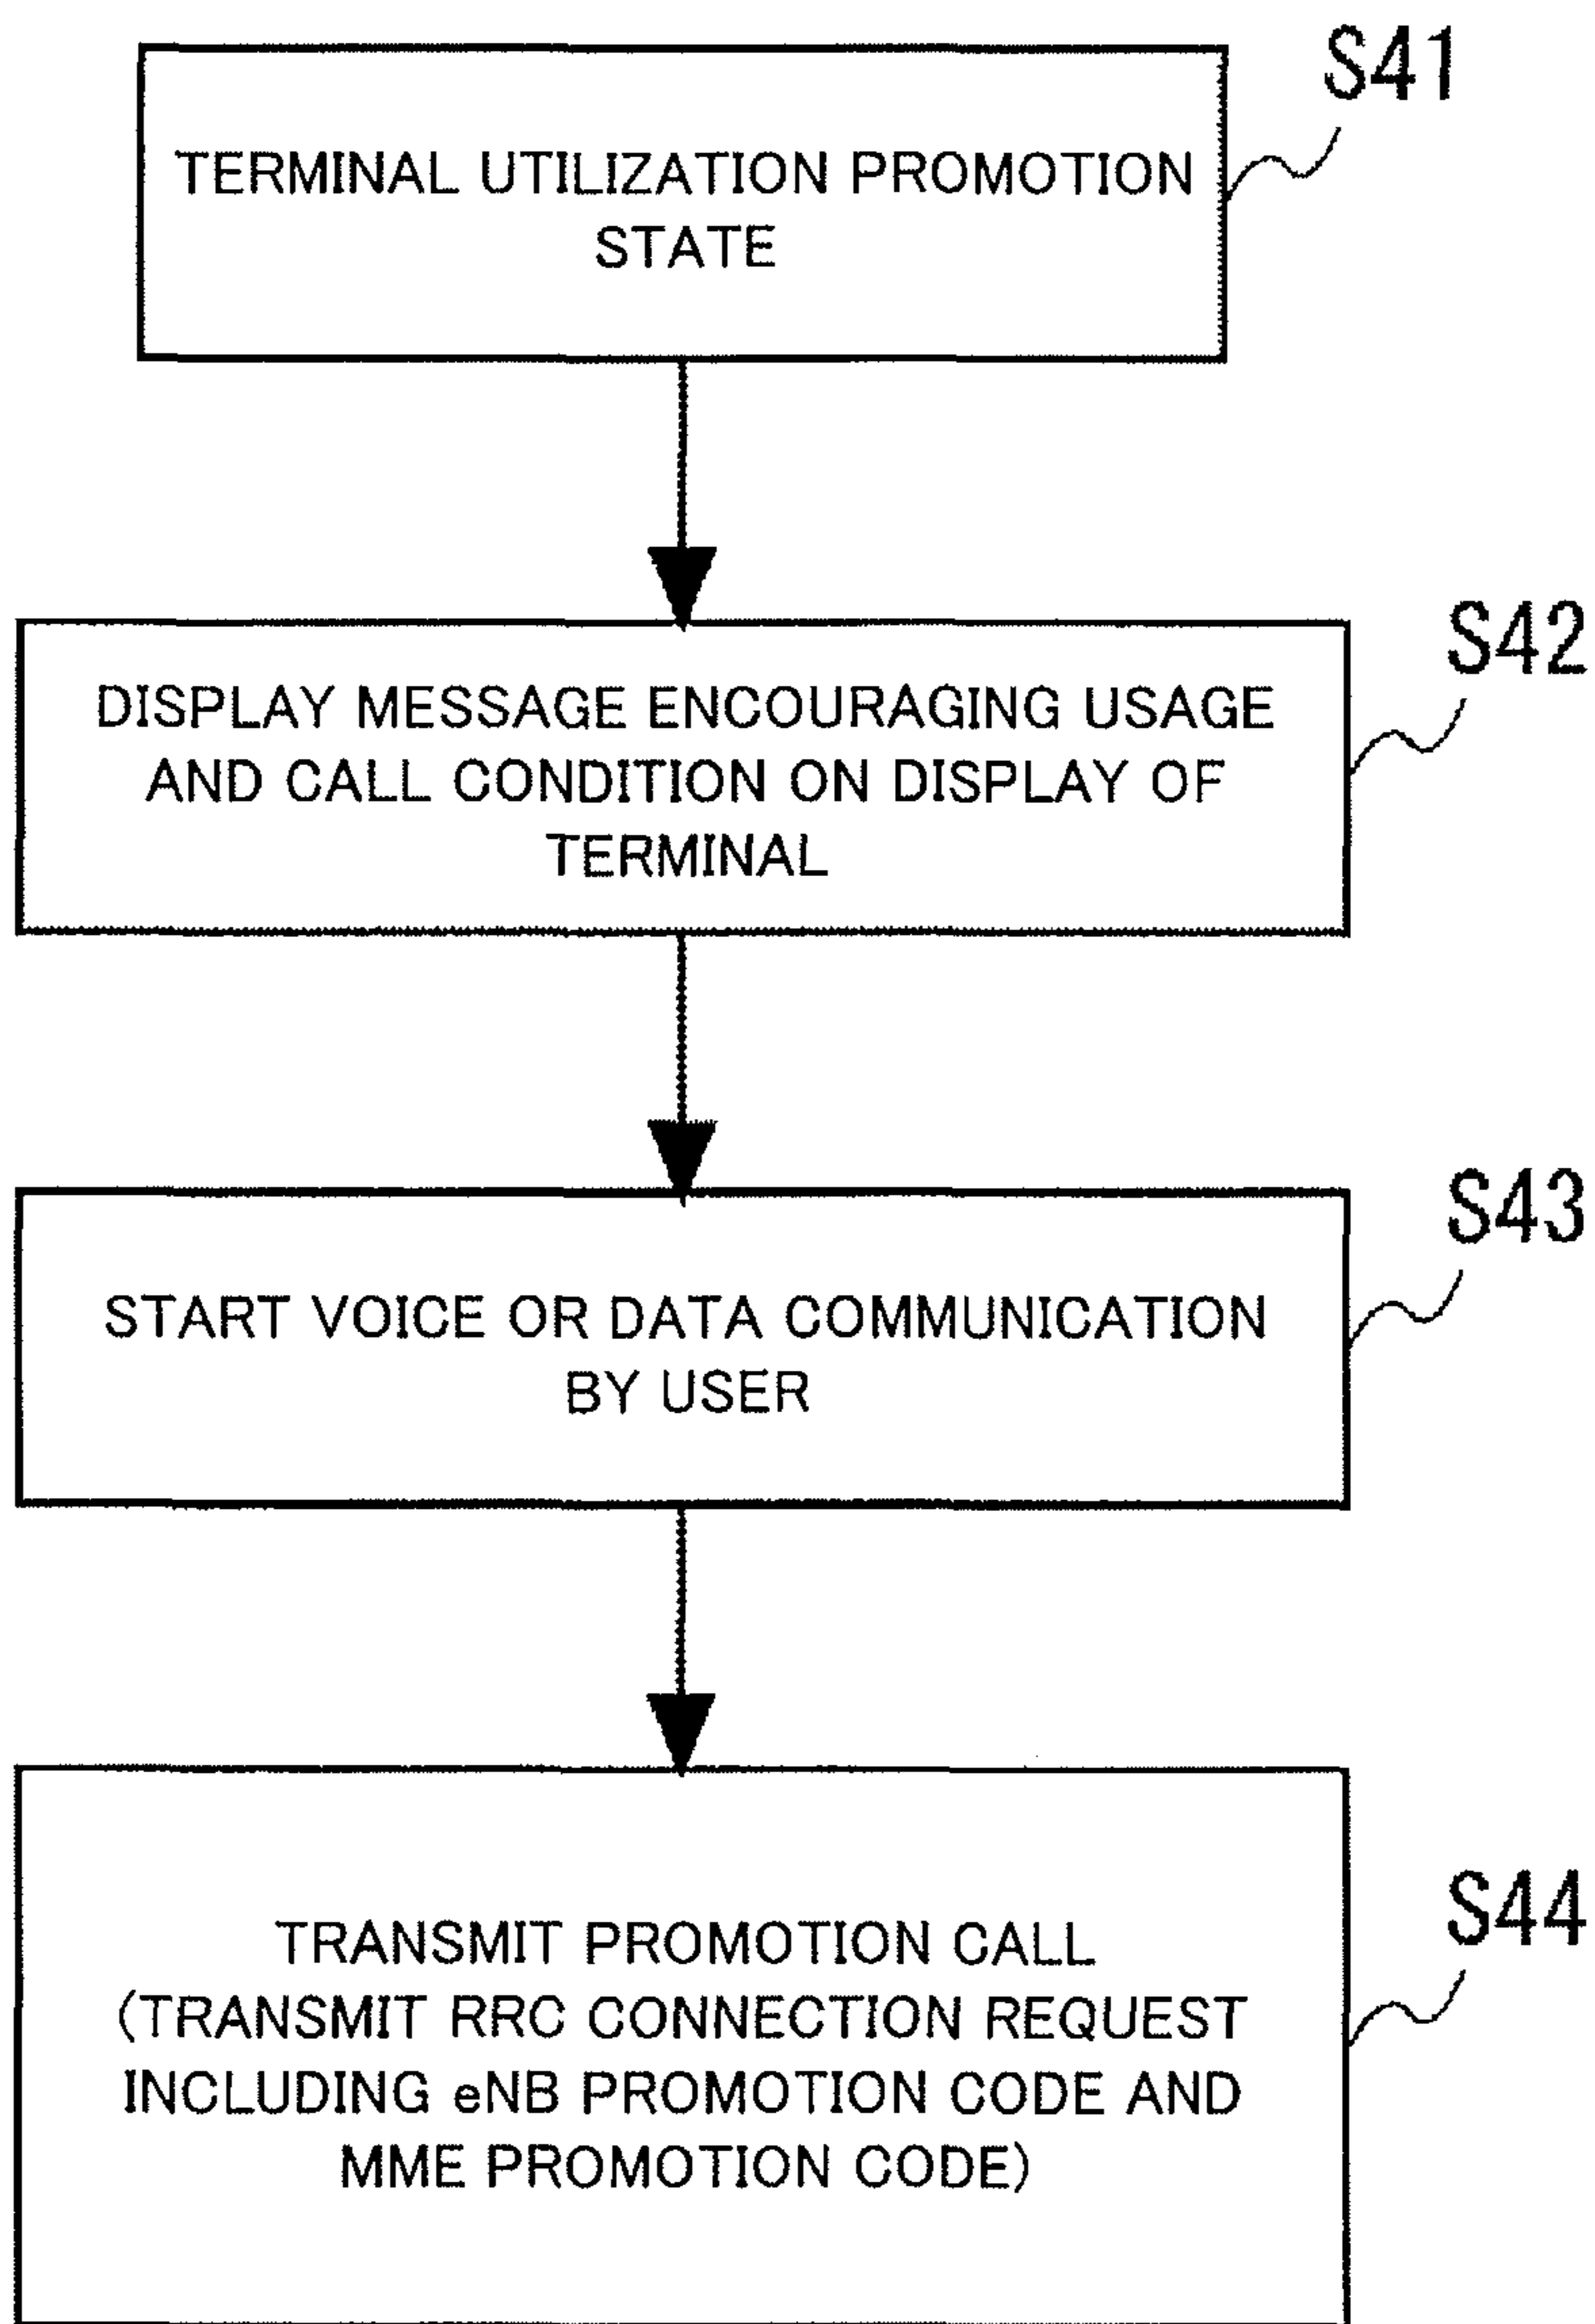 S41
TERMINAL UTILIZATION PROMOTION
STATE
S42
DISPLAY MESSAGE ENCOURAGING USAGE
AND CALL CONDITION ON DISPLAY OF
TERMINAL
S43
START VOICE OR DATA COMMUNICATION
BY USER
S44
TRANSMIT PROMOTION CALL
(TRANSMIT RRC CONNECTION REQUEST
INCLUDING eNB PROMOTION CODE AND
MME PROMOTION CODE)